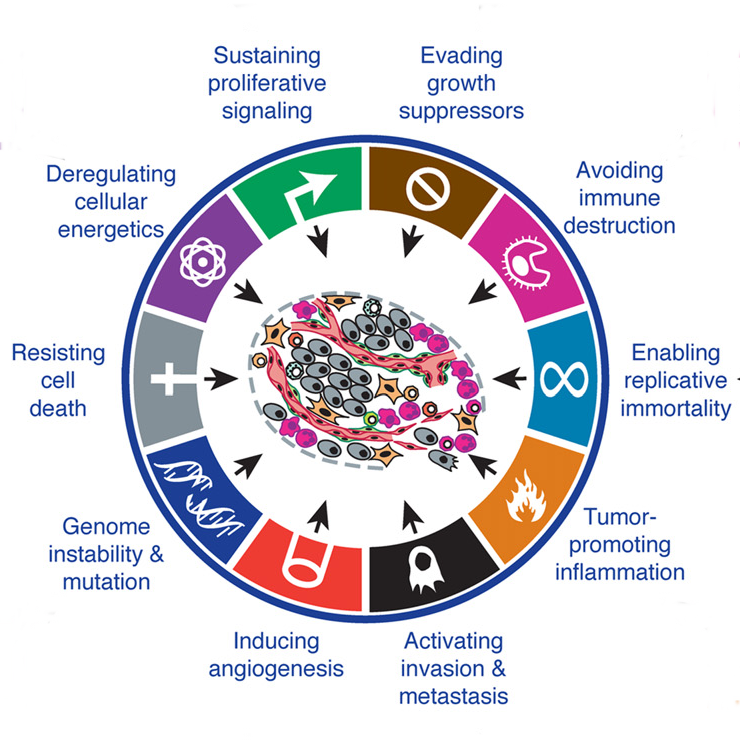 Sustaining
proliferative
signaling
Evading
growth
suppressors
Avoiding
immune
destruction
Enabling
replicative
immortality
Tumor-
promoting
inflammation
Activating
invasion &
metastasis
Inducing
angiogenesis
Genome
instability &
mutation
Resisting
cell
death
Deregulating
cellular
energetics